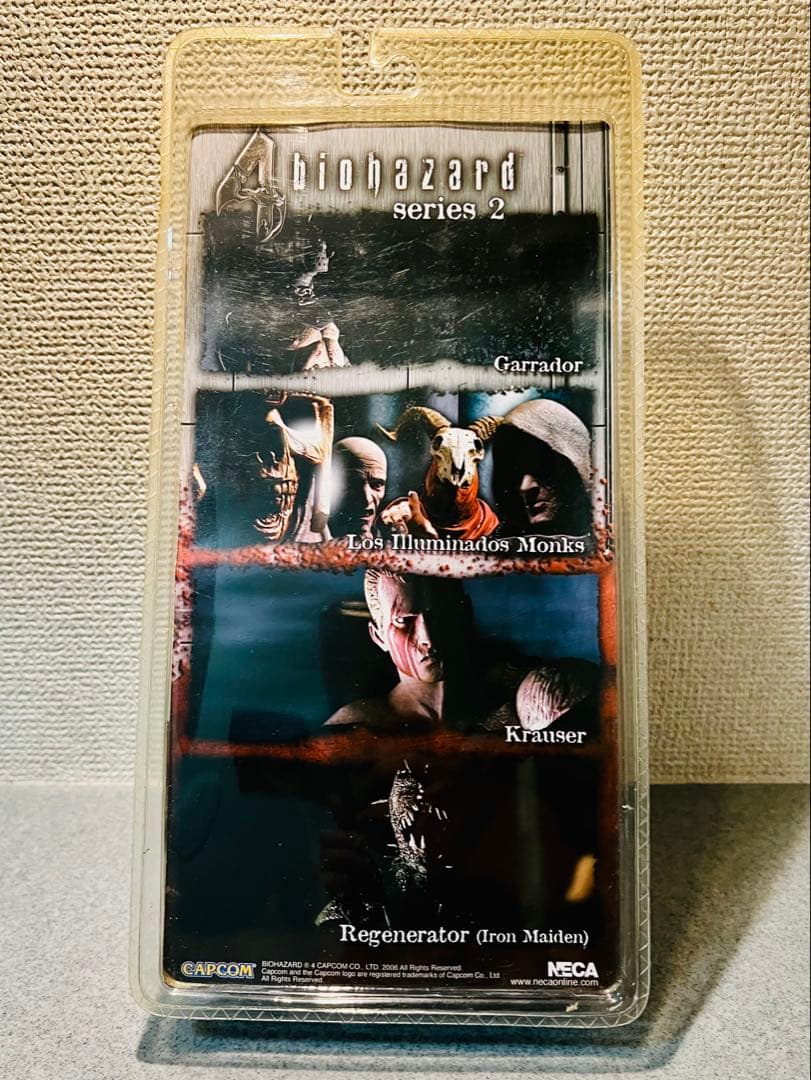 4 biohazard
series 2
Garrador
Los Illuminados Monks
Krauser
Regenerator (Iron Maiden)
CAPCOM
BIOHAZARD ® 4 CAPCOM CO., LTD. 2006 All Rights Reserved.
Capcom and the Capcom logo are registered trademarks of Capcom Co., Ltd.
All Rights Reserved.
NECA
www.necaonline.com